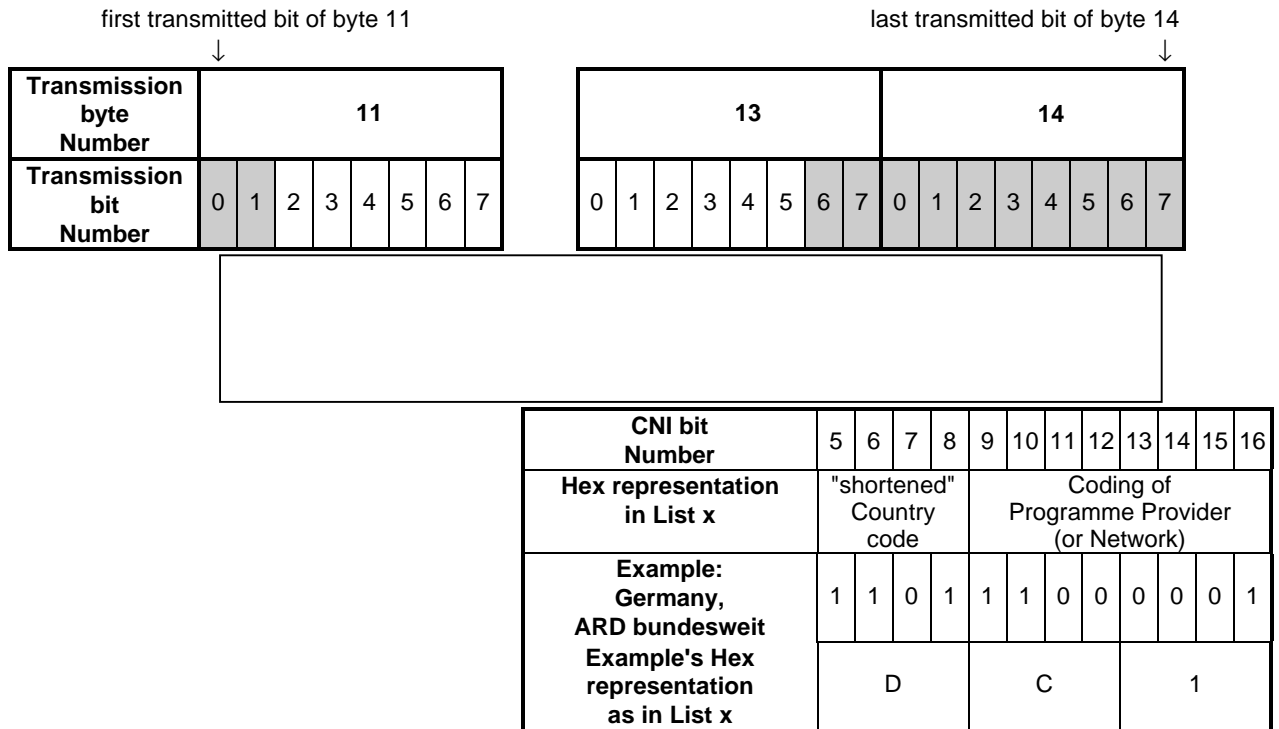 first transmitted bit of byte 11 last transmitted bit of byte 14
↓ ↓
Transmission
byte
Number 11 13 14
Transmission
bit
Number 0 1 2 3 4 5 6 7 0 1 2 3 4 5 6 7 0 1 2 3 4 5 6 7
CNI bit
Number 5 6 7 8 9 10 11 12 13 14 15 16
Hex representation
in List x "shortened"
Country
code Coding of
Programme Provider
(or Network)
Example:
Germany,
ARD bundesweit 1 1 0 1 1 1 0 0 0 0 0 1
Example's Hex
representation
as in List x D C 1